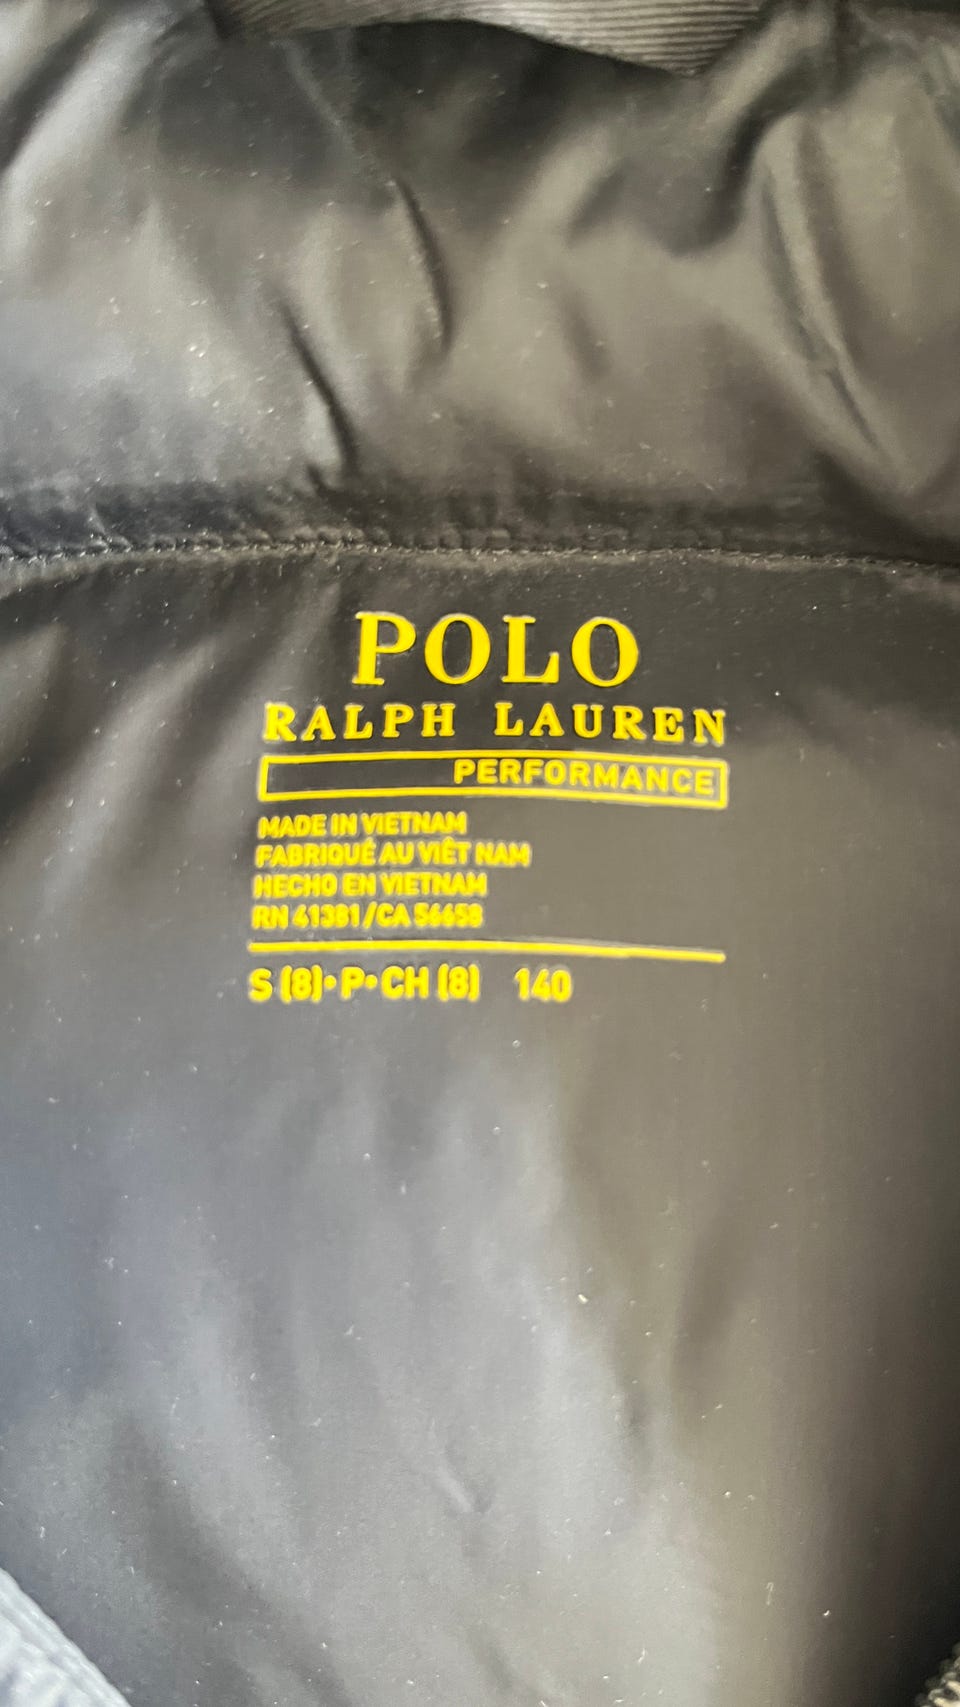 POLO
RALPH LAUREN
PERFORMANCE
MADE IN VIETNAM
FABRIQUÉ AU VIÊT NAM
HECHO EN VIETNAM
RN 41381/CA 56658
S (8)• P• CH (8) 140